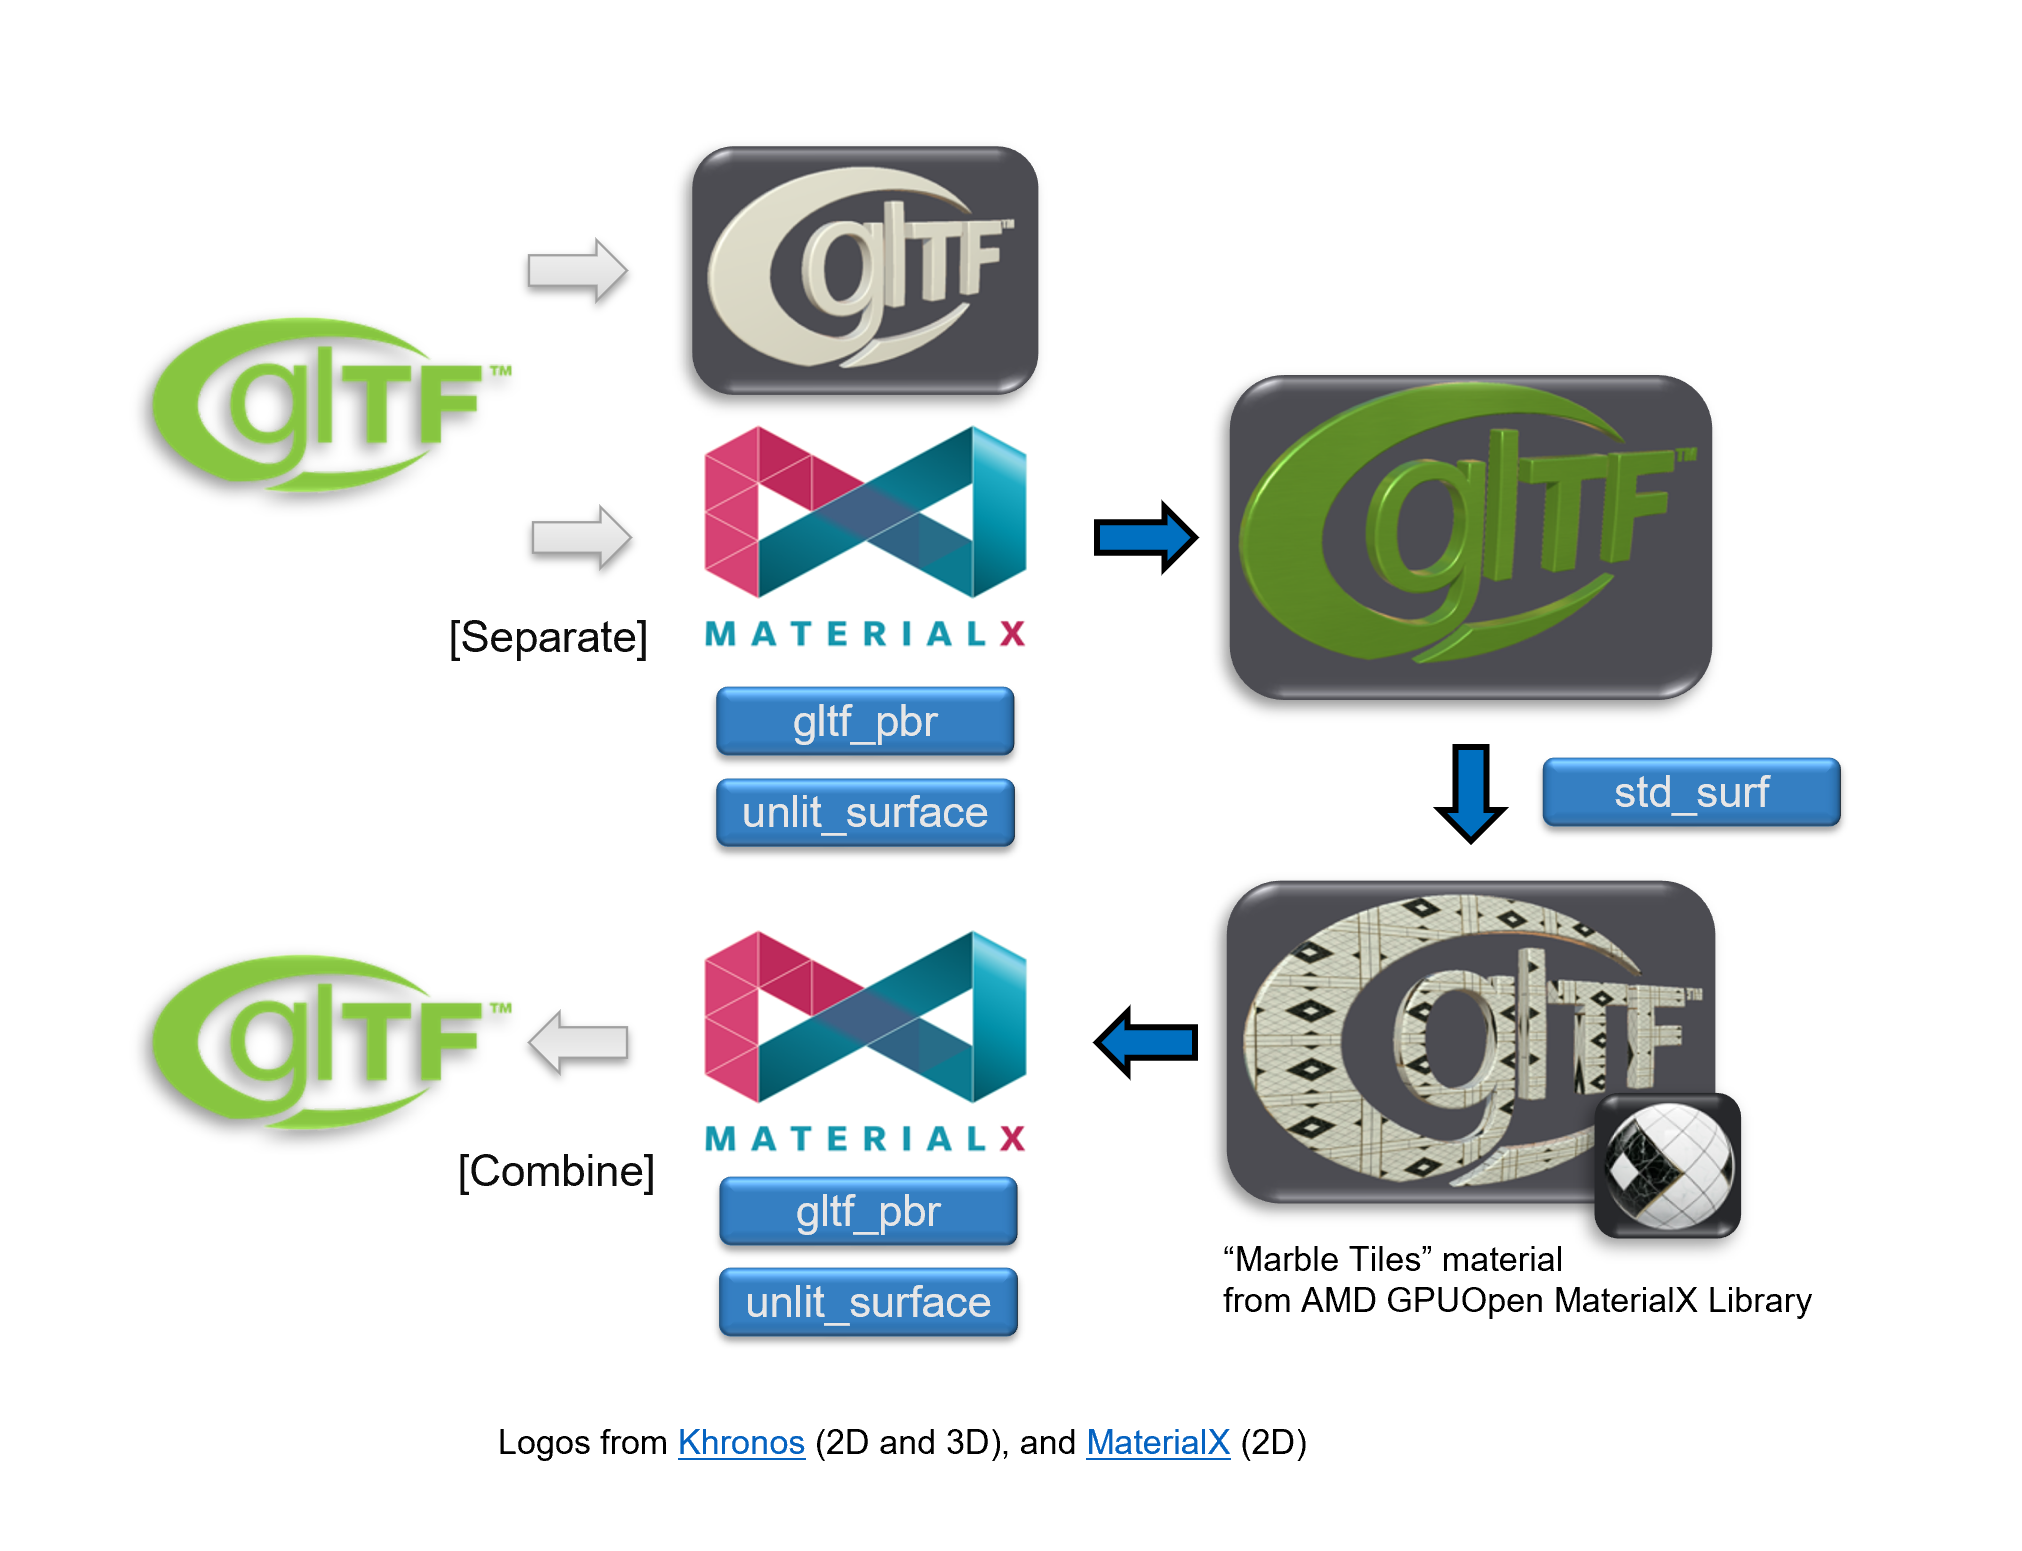 glTF™
glTF™
[Separate]
MATERIALX
gltf_pbr
unlit_surface
glTF™
std_surf
glTF™
[Combine]
MATERIALX
gltf_pbr
unlit_surface
glTF™
“Marble Tiles” material
from AMD GPUOpen MaterialX Library
Logos from Khronos (2D and 3D), and MaterialX (2D)